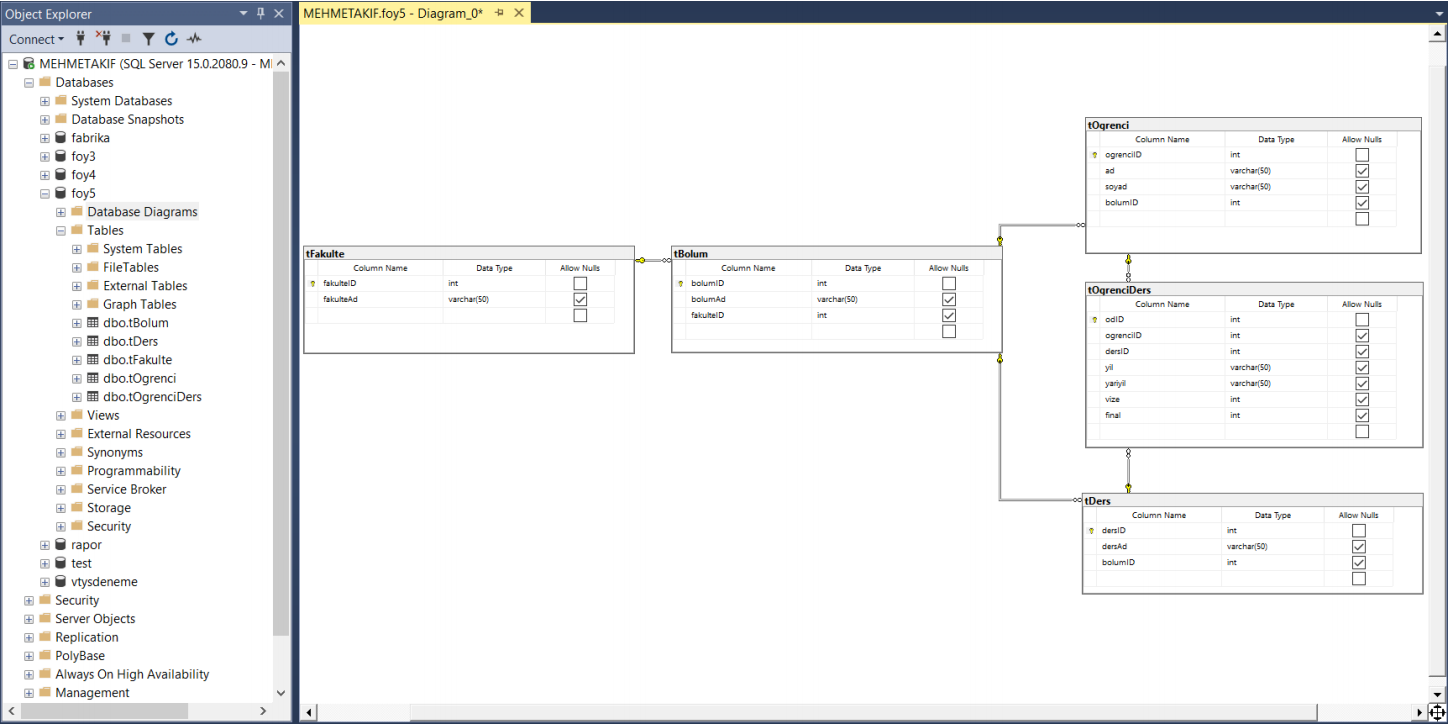 Object Explorer
Connect
MEHMETAKIF (SQL Server 15.0.2080.9 - MI
Databases
System Databases
Database Snapshots
fabrika
foy3
foy4
foy5
Database Diagrams
Tables
System Tables
FileTables
External Tables
Graph Tables
dbo.tBolum
dbo.tDers
dbo.tFakulte
dbo.tOgrenci
dbo.tOgrenciDers
Views
External Resources
Synonyms
Programmability
Service Broker
Storage
Security
rapor
test
vtysdeneme
Security
Server Objects
Replication
PolyBase
Always On High Availability
Management
MEHMETAKIF.foy5 - Diagram_0*
tFakulte
Column Name Data Type Allow Nulls
fakulteID int
fakulteAd varchar(50)
tBolum
Column Name Data Type Allow Nulls
bolumID int
bolumAd varchar(50)
fakulteID int
tOgrenci
Column Name Data Type Allow Nulls
ogrenciID int
ad varchar(50)
soyad varchar(50)
bolumID int
tOgrenciDers
Column Name Data Type Allow Nulls
odID int
ogrenciID int
dersID int
yil varchar(50)
yariyil varchar(50)
vize int
final int
tDers
Column Name Data Type Allow Nulls
dersID int
dersAd varchar(50)
bolumID int